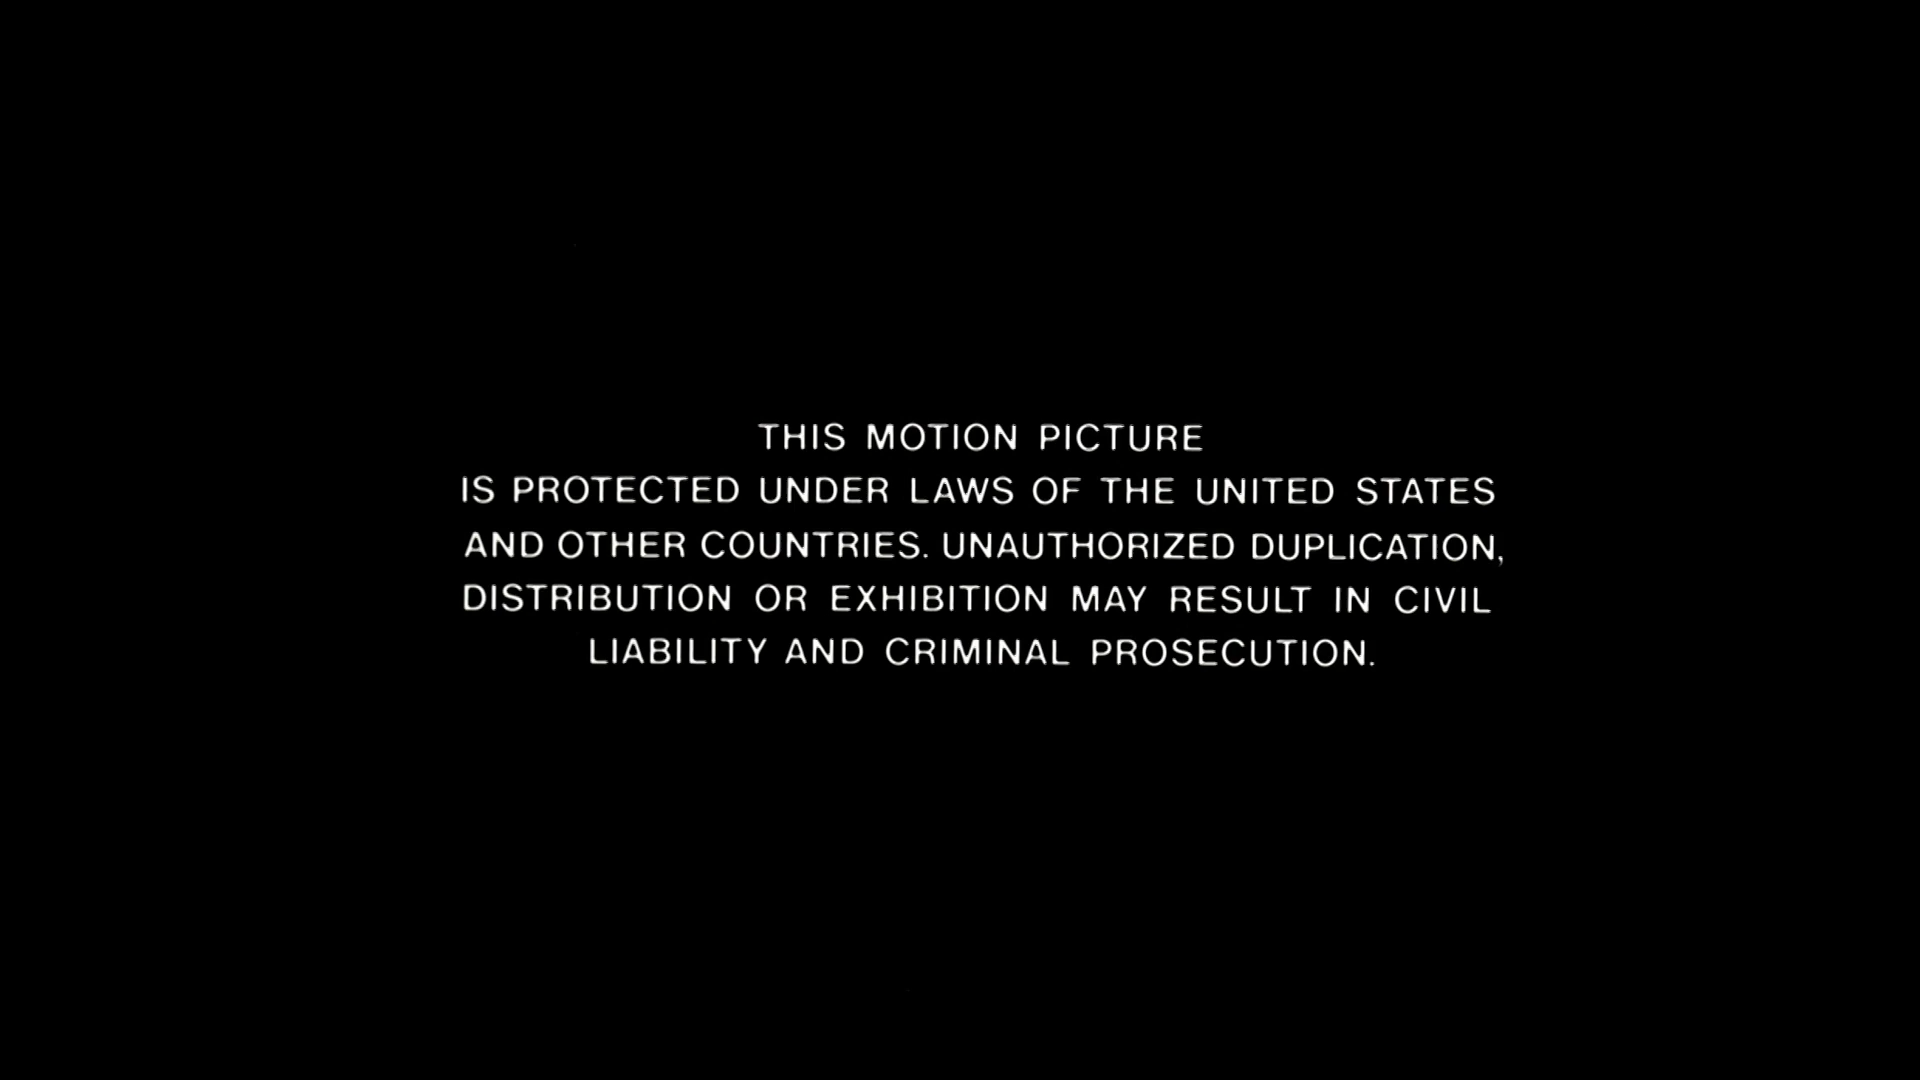 THIS MOTION PICTURE
IS PROTECTED UNDER LAWS OF THE UNITED STATES
AND OTHER COUNTRIES. UNAUTHORIZED DUPLICATION,
DISTRIBUTION OR EXHIBITION MAY RESULT IN CIVIL
LIABILITY AND CRIMINAL PROSECUTION.